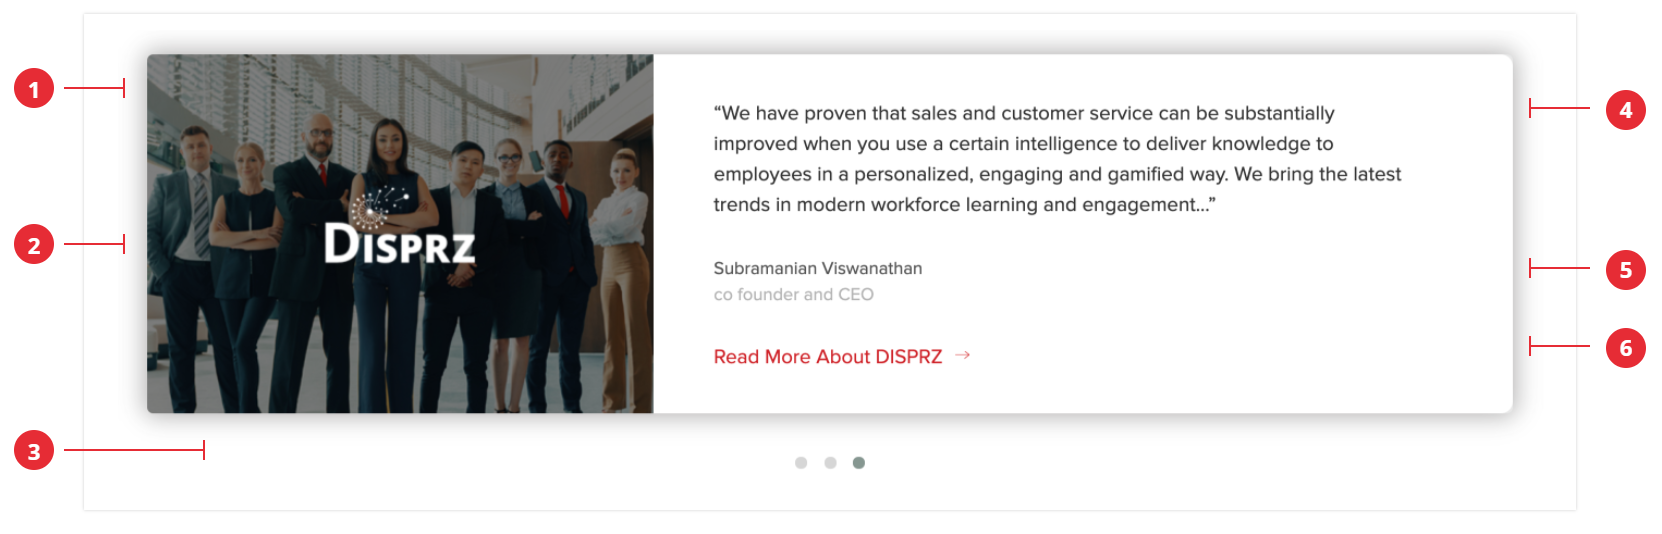 1
2
3
DISPRZ
“We have proven that sales and customer service can be substantially
improved when you use a certain intelligence to deliver knowledge to
employees in a personalized, engaging and gamified way. We bring the latest
trends in modern workforce learning and engagement...”
Subramanian Viswanathan
co founder and CEO
Read More About DISPRZ →
4
5
6